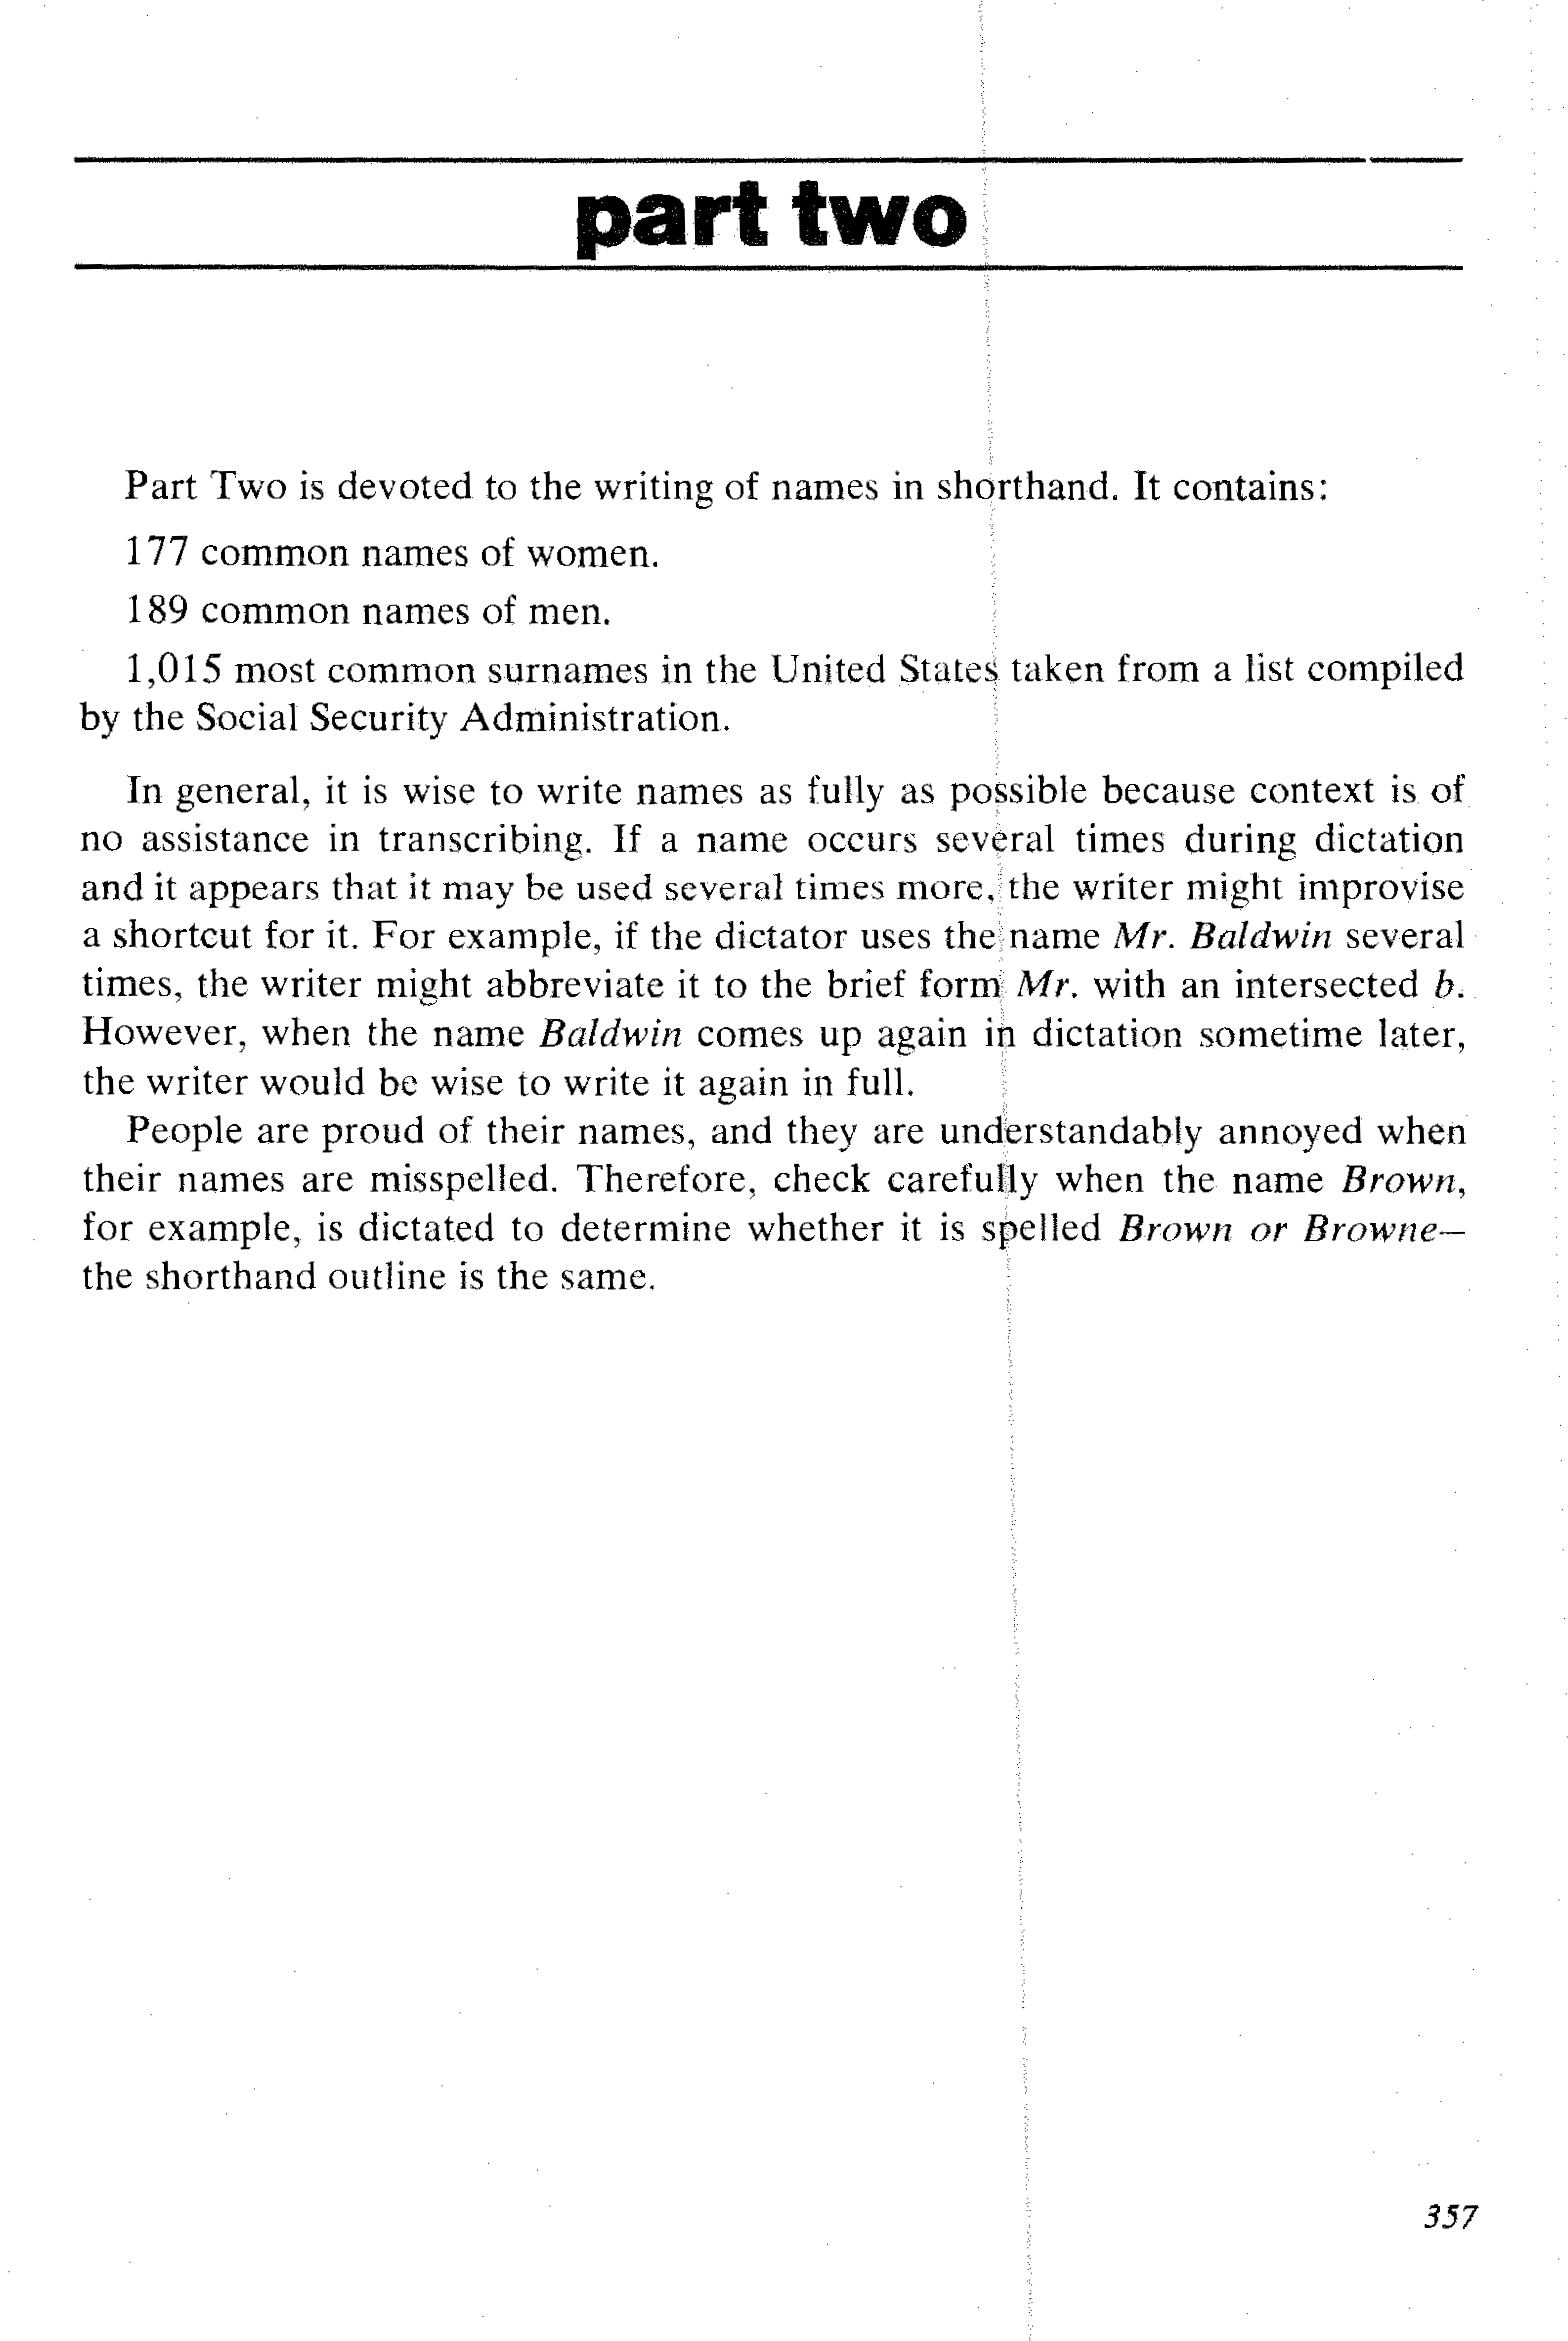 part two
Part Two is devoted to the writing of names in shorthand. It contains:
177 common names of women.
189 common names of men.
1,015 most common surnames in the United States taken from a list compiled
by the Social Security Administration.
In general, it is wise to write names as fully as possible because context is of
no assistance in transcribing. If a name occurs several times during dictation
and it appears that it may be used several times more, the writer might improvise
a shortcut for it. For example, if the dictator uses the name Mr. Baldwin several
times, the writer might abbreviate it to the brief form Mr. with an intersected b.
However, when the name Baldwin comes up again in dictation sometime later,
the writer would be wise to write it again in full.
People are proud of their names, and they are understandably annoyed when
their names are misspelled. Therefore, check carefully when the name Brown,
for example, is dictated to determine whether it is spelled Brown or Browne—
the shorthand outline is the same.
357